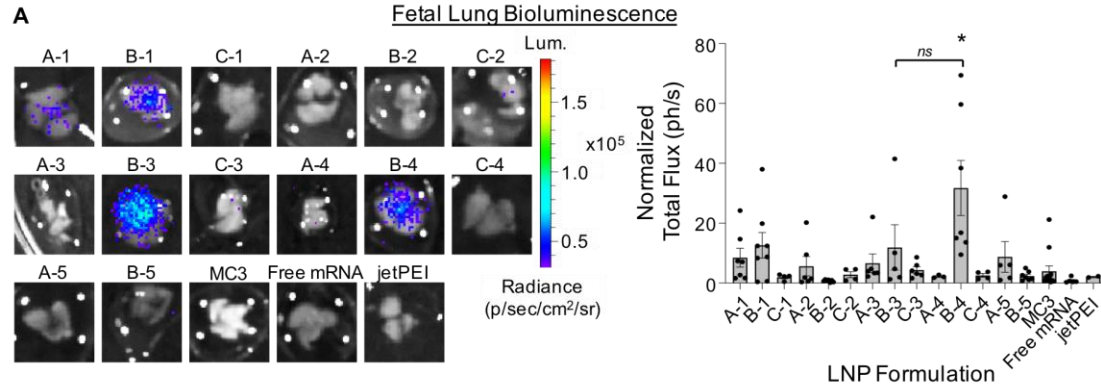 A
Fetal Lung Bioluminescence
A-1 B-1 C-1 A-2 B-2 C-2
A-3 B-3 C-3 A-4 B-4 C-4
A-5 B-5 MC3 Free mRNA jetPEI
Lum.
1.5
x10⁵
1.0
0.5
Radiance
(p/sec/cm²/sr)
Normalized
Total Flux (ph/s)
80
60
40
20
0
ns
*
A-1 B-1 C-1 A-2 B-2 C-2 A-3 B-3 C-3 A-4 B-4 C-4 A-5 B-5 MC3 Free mRNA jetPEI
LNP Formulation